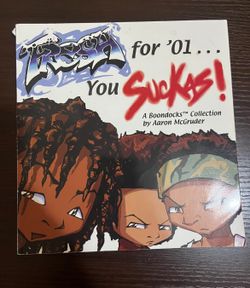 FRESH for '01...
You SUCKAS!
A Boondocks™ Collection
by Aaron McGruder